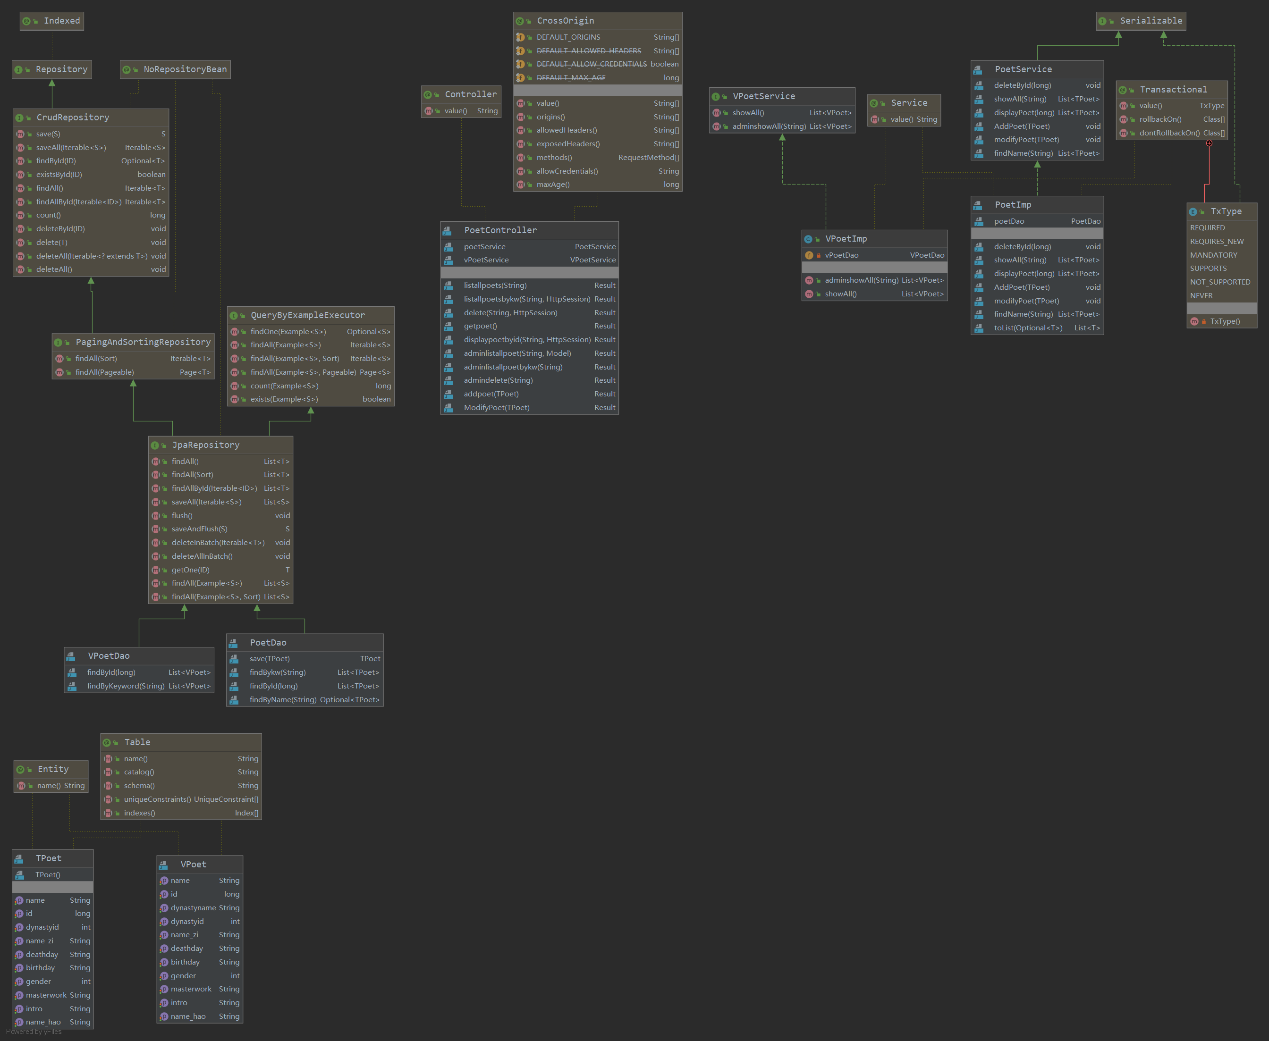 Indexed
Repository
NoRepositoryBean
CrudRepository
save(S) S
saveAll(Iterable<S>) Iterable<S>
findById(ID) Optional<T>
existsById(ID) boolean
findAll() Iterable<T>
findAllById(Iterable<ID>) Iterable<T>
count() long
deleteById(ID) void
delete(T) void
deleteAll(Iterable<? extends T>) void
deleteAll() void
PagingAndSortingRepository
findAll(Sort) Iterable<T>
findAll(Pageable) Page<T>
QueryByExampleExecutor
findOne(Example<S>) Optional<S>
findAll(Example<S>) Iterable<S>
findAll(Example<S>, Sort) Iterable<S>
findAll(Example<S>, Pageable) Page<S>
count(Example<S>) long
exists(Example<S>) boolean
JpaRepository
findAll() List<T>
findAll(Sort) List<T>
findAllById(Iterable<ID>) List<T>
saveAll(Iterable<S>) List<S>
flush() void
saveAndFlush(S) S
deleteInBatch(Iterable<T>) void
deleteAllInBatch() void
getOne(ID) T
findAll(Example<S>) List<S>
findAll(Example<S>, Sort) List<S>
VPoetDao
findById(long) List<VPoet>
findByKeyword(String) List<VPoet>
PoetDao
save(TPoet) TPoet
findBykw(String) List<TPoet>
findById(long) List<TPoet>
findByName(String) Optional<TPoet>
Controller
value() String
CrossOrigin
DEFAULT_ORIGINS String[]
DEFAULT_ALLOWED_HEADERS String[]
DEFAULT_ALLOW_CREDENTIALS boolean
DEFAULT_MAX_AGE long
value() String[]
origins() String[]
allowedHeaders() String[]
exposedHeaders() String[]
methods() RequestMethod[]
allowCredentials() String
maxAge() long
PoetController
poetService PoetService
vPoetService VPoetService
listallpoets(String) Result
listallpoetsbykw(String, HttpSession) Result
delete(String, HttpSession) Result
getpoet() Result
displaypoetbyid(String, HttpSession) Result
adminlistallpoet(String, Model) Result
adminlistallpoetbykw(String) Result
admindelete(String) Result
addpoet(TPoet) Result
ModifyPoet(TPoet) Result
VPoetService
showAll() List<VPoet>
adminshowAll(String) List<VPoet>
Service
value() String
VPoetImp
vPoetDao VPoetDao
adminshowAll(String) List<VPoet>
showAll() List<VPoet>
Serializable
PoetService
deleteById(long) void
showAll(String) List<TPoet>
displayPoet(long) List<TPoet>
AddPoet(TPoet) void
modifyPoet(TPoet) void
findName(String) List<TPoet>
Transactional
value() TxType
rollbackOn() Class[]
dontRollbackOn() Class[]
PoetImp
poetDao PoetDao
deleteById(long) void
showAll(String) List<TPoet>
displayPoet(long) List<TPoet>
AddPoet(TPoet) void
modifyPoet(TPoet) void
findName(String) List<TPoet>
toList(Optional<T>) List<T>
TxType
REQUIRED
REQUIRES_NEW
MANDATORY
SUPPORTS
NOT_SUPPORTED
NEVER
TxType()
Entity
name() String
Table
name() String
catalog() String
schema() String
uniqueConstraints() UniqueConstraint[]
indexes() Index[]
TPoet
TPoet()
name String
id long
dynastyid int
name_zi String
deathday String
birthday String
gender int
masterwork String
intro String
name_hao String
VPoet
name String
id long
dynastyname String
dynastyid int
name_zi String
deathday String
birthday String
gender int
masterwork String
intro String
name_hao String
Powered by yFiles